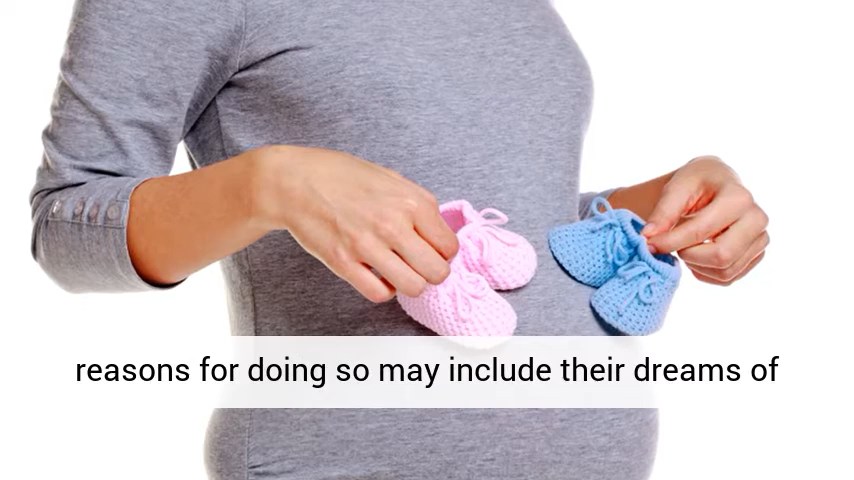 reasons for doing so may include their dreams of